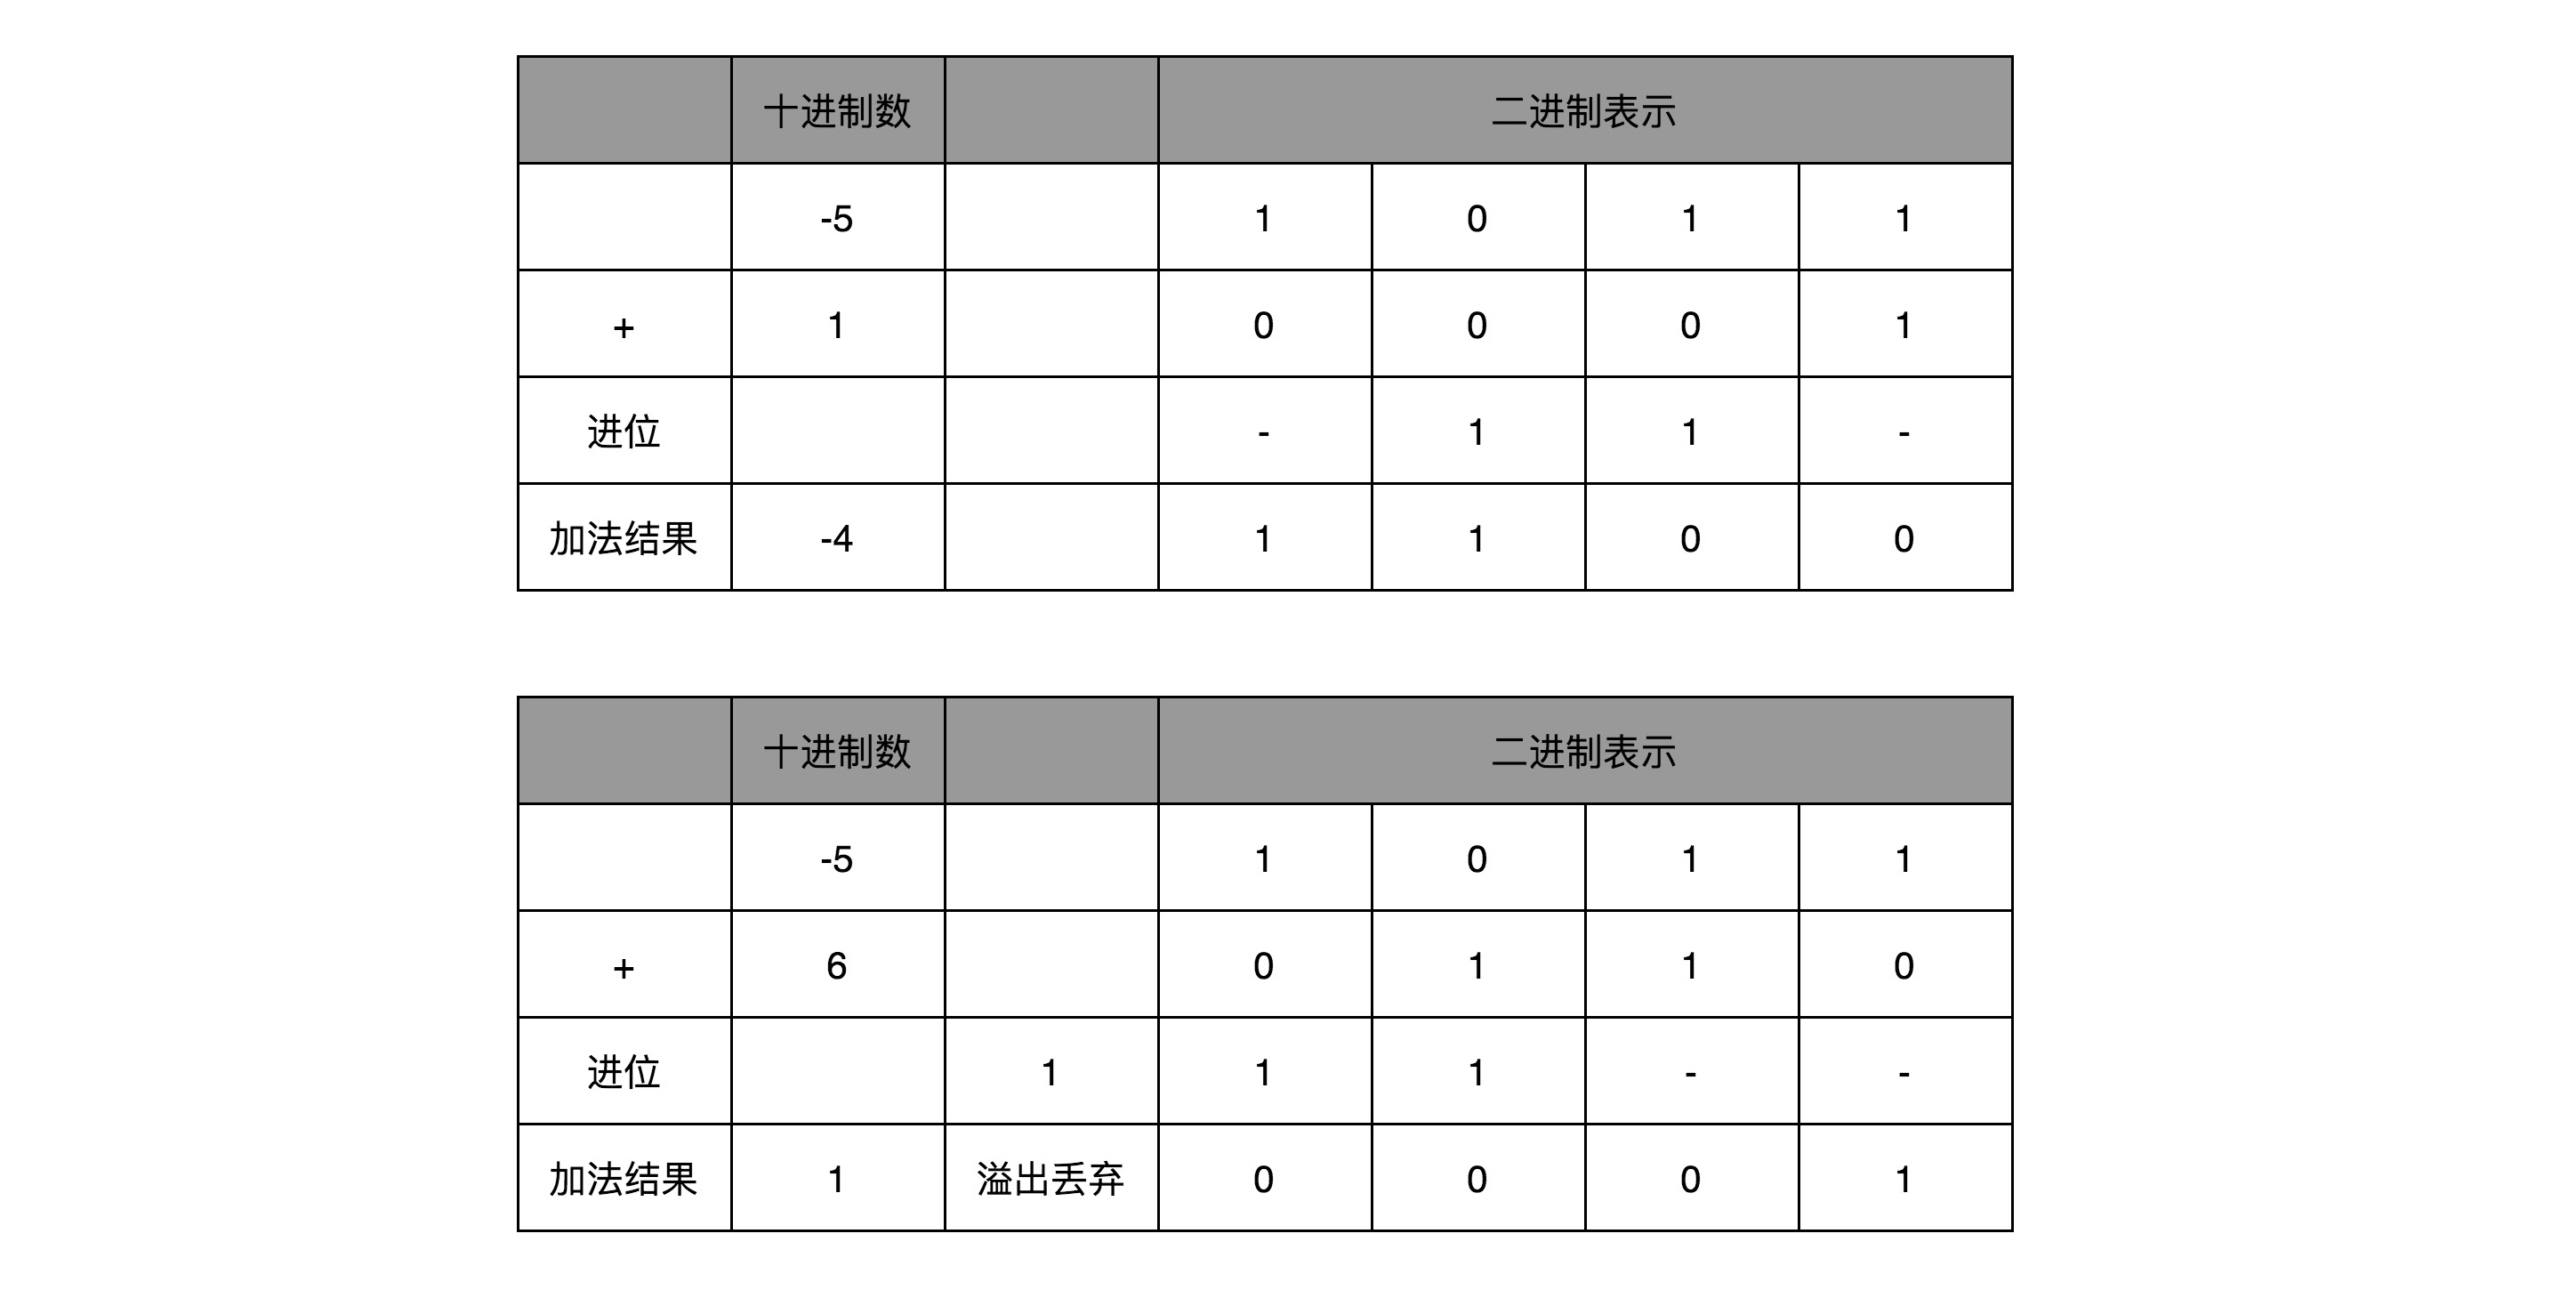 十进制数 二进制表示
-5 1 0 1 1
+ 1 0 0 0 1
进位 - 1 1 -
加法结果 -4 1 1 0 0
十进制数 二进制表示
-5 1 0 1 1
+ 6 0 1 1 0
进位 1 1 1 - -
加法结果 1 溢出丢弃 0 0 0 1